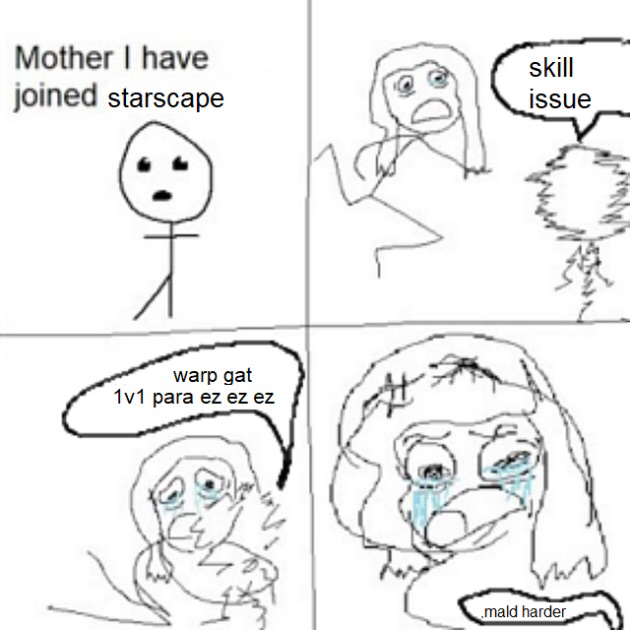 Mother I have
joined starscape
skill
issue
warp gat
1v1 para ez ez ez
mald harder